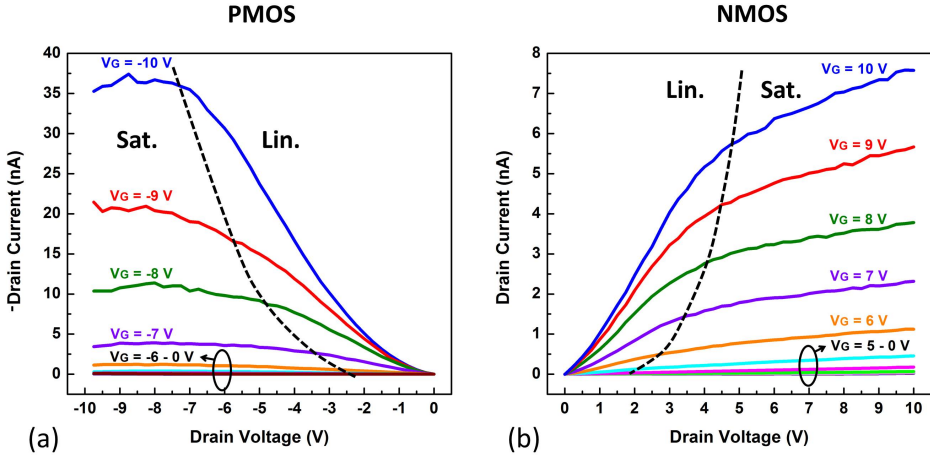 PMOS
-Drain Current (nA)
40
35
30
25
20
15
10
5
0
VG = -10 V
Sat.
Lin.
VG = -9 V
VG = -8 V
VG = -7 V
VG = -6 - 0 V
-10 -9 -8 -7 -6 -5 -4 -3 -2 -1 0
Drain Voltage (V)
(a)
NMOS
Drain Current (nA)
8
7
6
5
4
3
2
1
0
VG = 10 V
Lin.
Sat.
VG = 9 V
VG = 8 V
VG = 7 V
VG = 6 V
VG = 5 - 0 V
0 1 2 3 4 5 6 7 8 9 10
Drain Voltage (V)
(b)